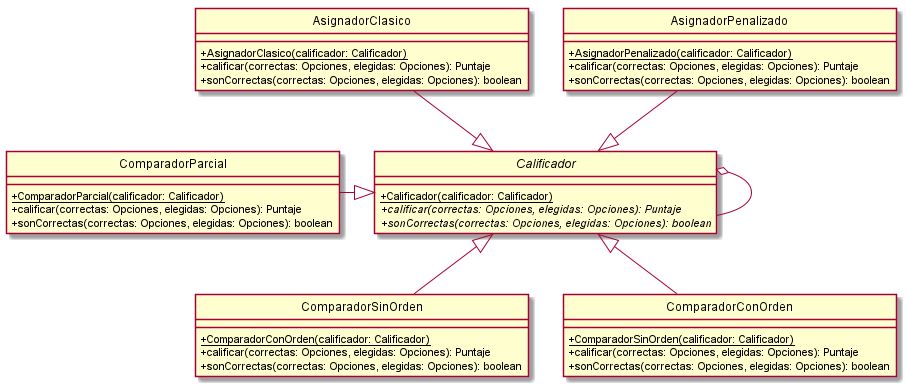 AsignadorClasico
+AsignadorClasico(calificador: Calificador)
+calificar(correctas: Opciones, elegidas: Opciones): Puntaje
+sonCorrectas(correctas: Opciones, elegidas: Opciones): boolean
AsignadorPenalizado
+AsignadorPenalizado(calificador: Calificador)
+calificar(correctas: Opciones, elegidas: Opciones): Puntaje
+sonCorrectas(correctas: Opciones, elegidas: Opciones): boolean
ComparadorParcial
+ComparadorParcial(calificador: Calificador)
+calificar(correctas: Opciones, elegidas: Opciones): Puntaje
+sonCorrectas(correctas: Opciones, elegidas: Opciones): boolean
Calificador
+Calificador(calificador: Calificador)
+calificar(correctas: Opciones, elegidas: Opciones): Puntaje
+sonCorrectas(correctas: Opciones, elegidas: Opciones): boolean
ComparadorSinOrden
+ComparadorConOrden(calificador: Calificador)
+calificar(correctas: Opciones, elegidas: Opciones): Puntaje
+sonCorrectas(correctas: Opciones, elegidas: Opciones): boolean
ComparadorConOrden
+ComparadorSinOrden(calificador: Calificador)
+calificar(correctas: Opciones, elegidas: Opciones): Puntaje
+sonCorrectas(correctas: Opciones, elegidas: Opciones): boolean